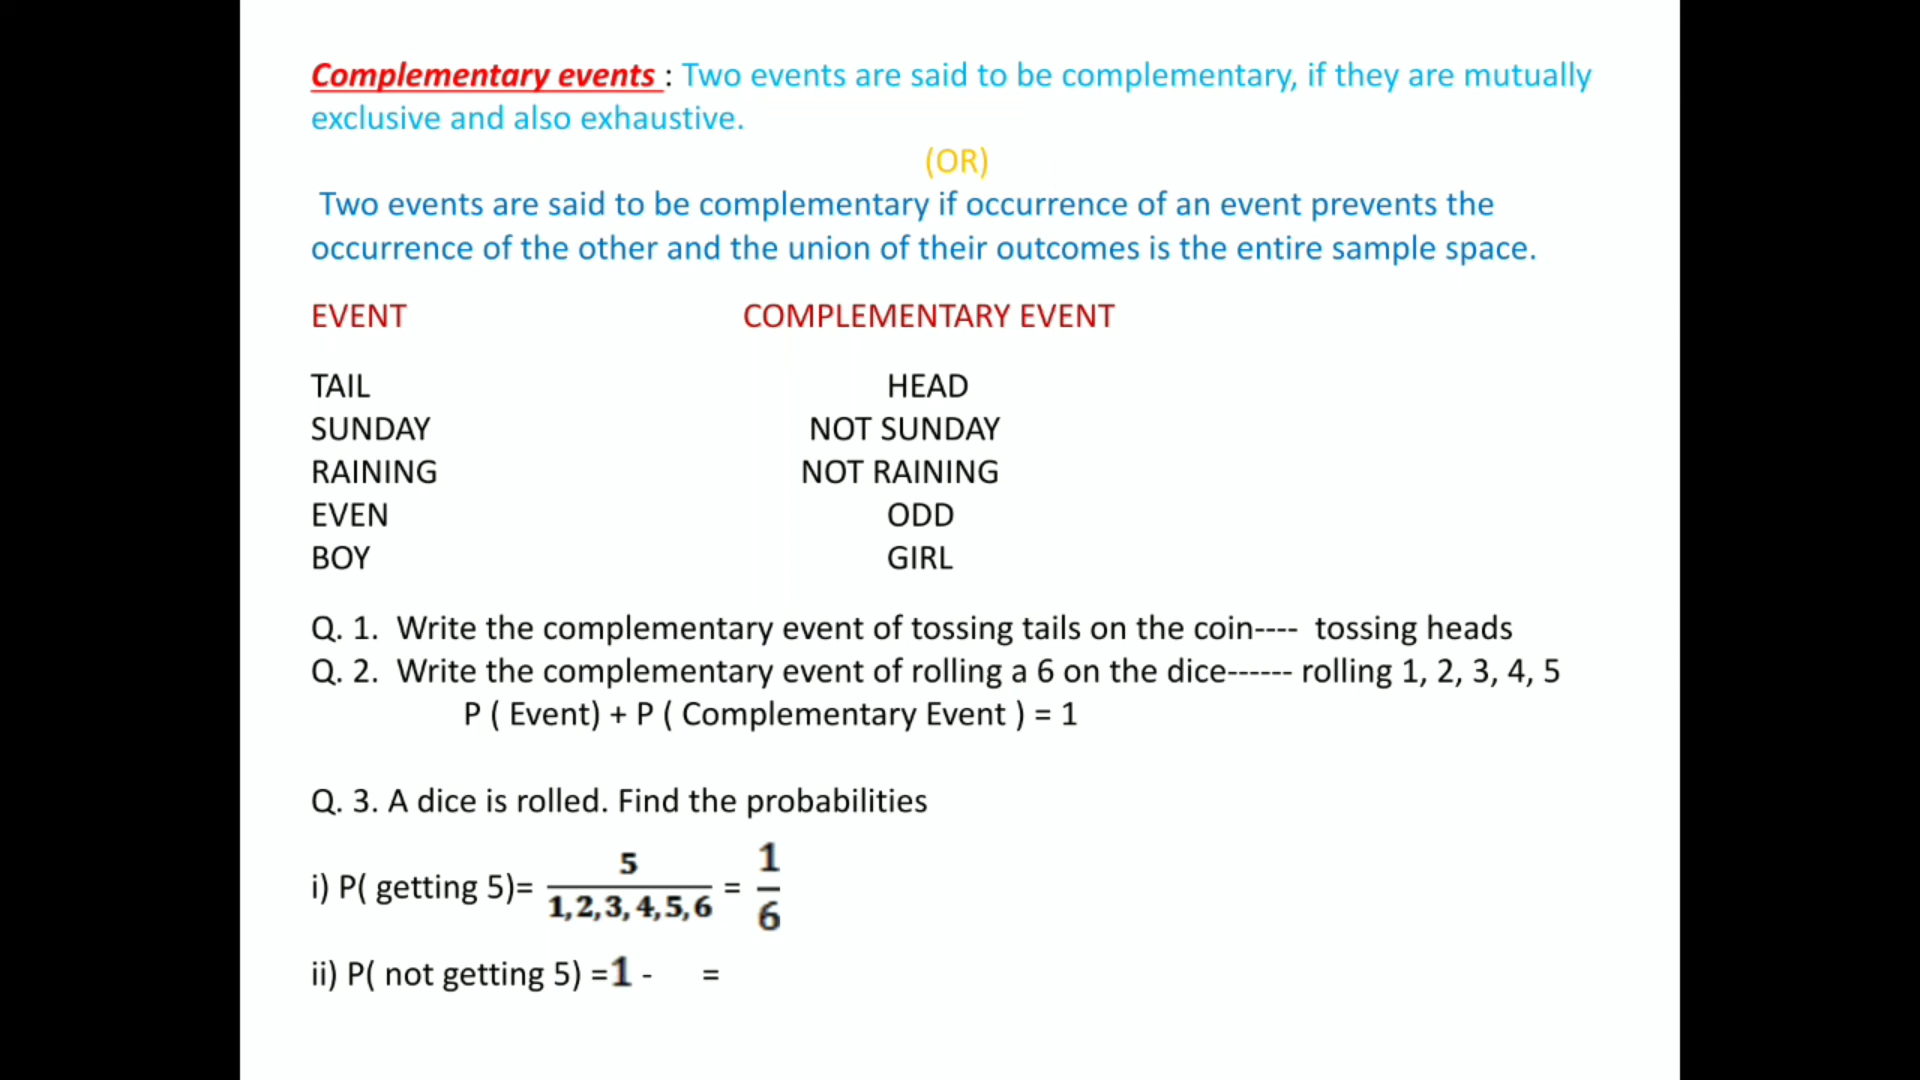 Complementary events : Two events are said to be complementary, if they are mutually
exclusive and also exhaustive.
(OR)
Two events are said to be complementary if occurrence of an event prevents the
occurrence of the other and the union of their outcomes is the entire sample space.
EVENT COMPLEMENTARY EVENT
TAIL HEAD
SUNDAY NOT SUNDAY
RAINING NOT RAINING
EVEN ODD
BOY GIRL
Q. 1. Write the complementary event of tossing tails on the coin---- tossing heads
Q. 2. Write the complementary event of rolling a 6 on the dice------ rolling 1, 2, 3, 4, 5
P ( Event) + P ( Complementary Event ) = 1
Q. 3. A dice is rolled. Find the probabilities
i) P( getting 5)= 5/1,2,3,4,5,6 = 1/6
ii) P( not getting 5) =1 - =